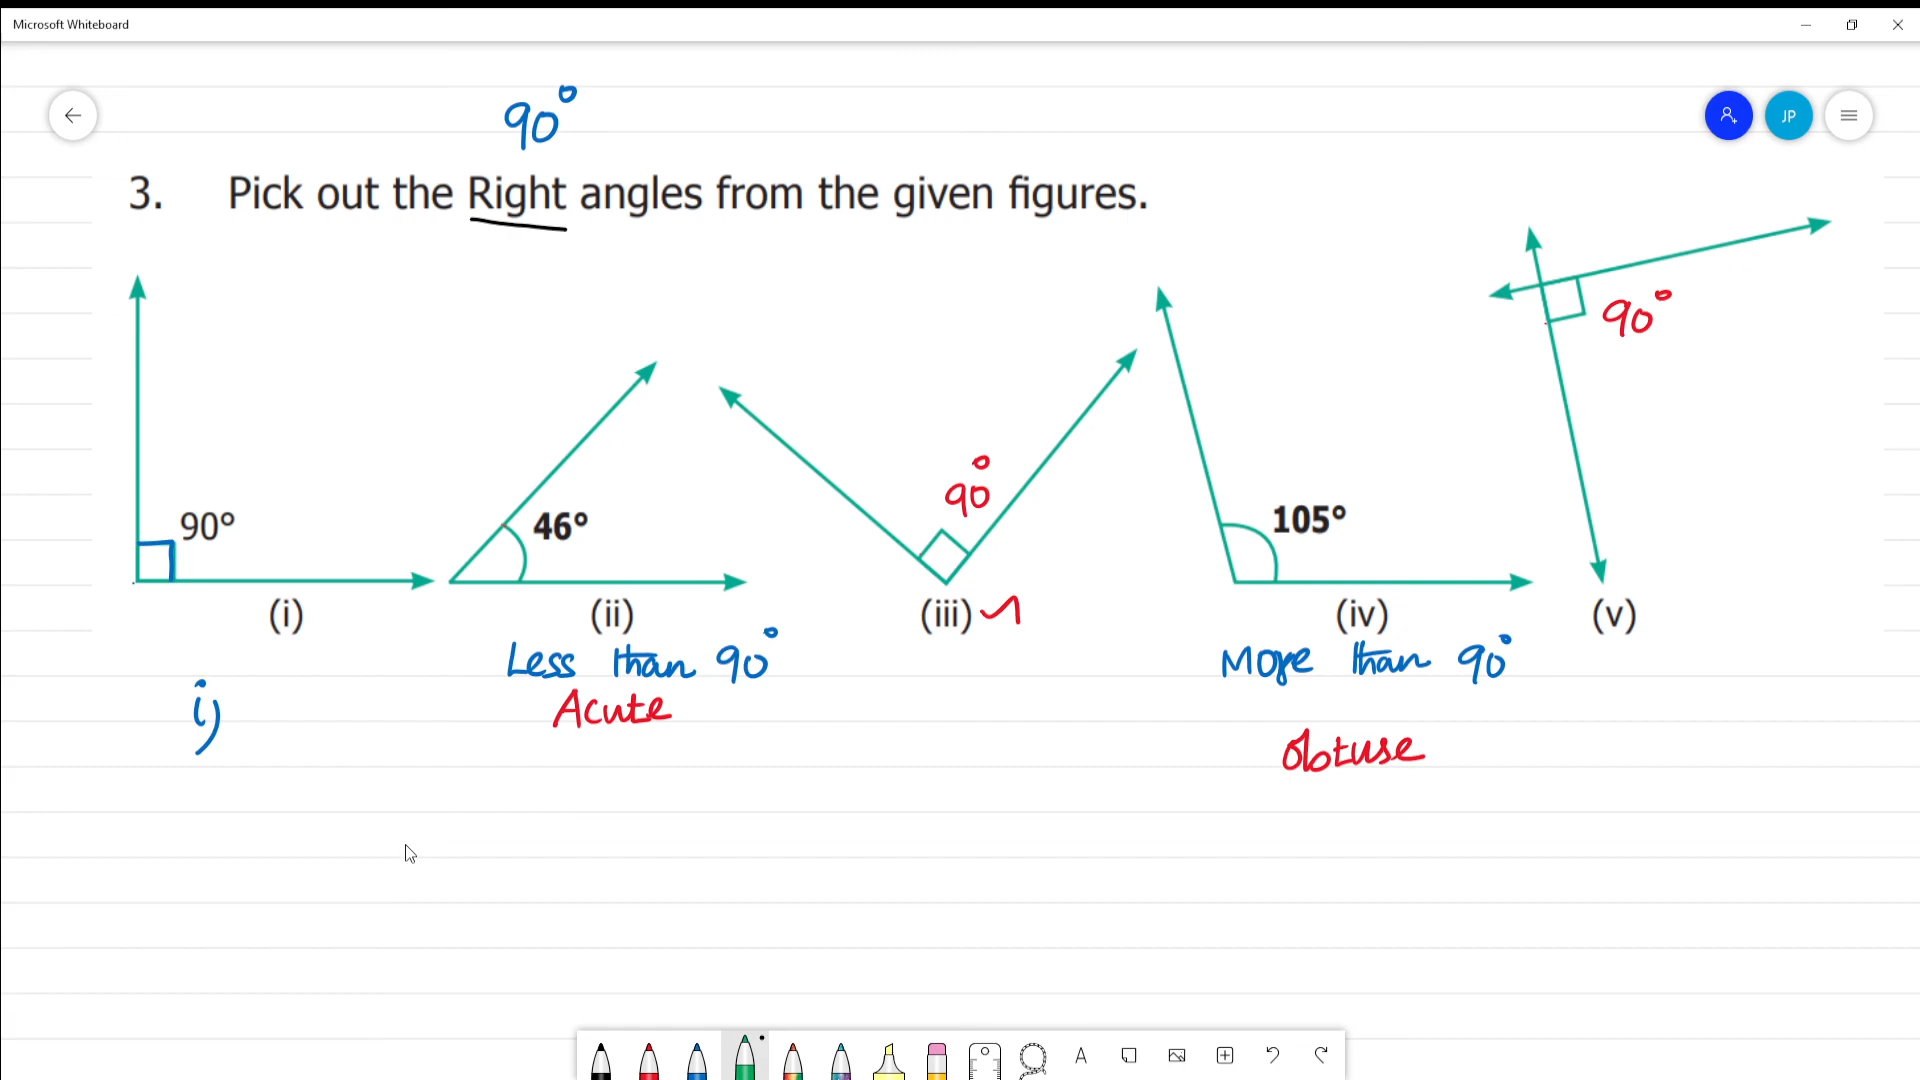 Microsoft Whiteboard
90°
JP
3. Pick out the Right angles from the given figures.
90°
90°
90° 46° 105°
(i) (ii) (iii) (iv) (v)
Less than 90° More than 90°
i) Acute
obtuse
A